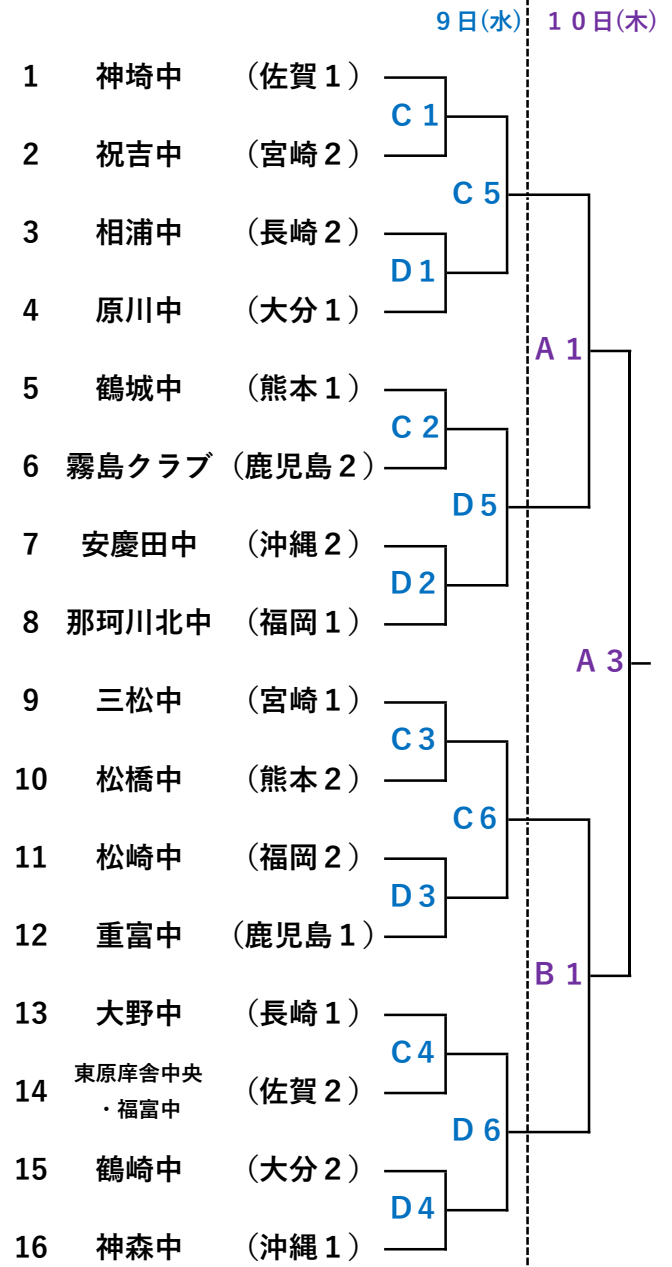 9日(水) 10日(木)
1 神埼中 (佐賀1)
C1
2 祝吉中 (宮崎2)
C5
3 相浦中 (長崎2)
D1
4 原川中 (大分1)
A1
5 鶴城中 (熊本1)
C2
6 霧島クラブ (鹿児島2)
D5
7 安慶田中 (沖縄2)
D2
8 那珂川北中 (福岡1)
A3
9 三松中 (宮崎1)
C3
10 松橋中 (熊本2)
C6
11 松崎中 (福岡2)
D3
12 重富中 (鹿児島1)
B1
13 大野中 (長崎1)
C4
東原庠舎中央
14 (佐賀2)
・福富中
D6
15 鶴崎中 (大分2)
D4
16 神森中 (沖縄1)